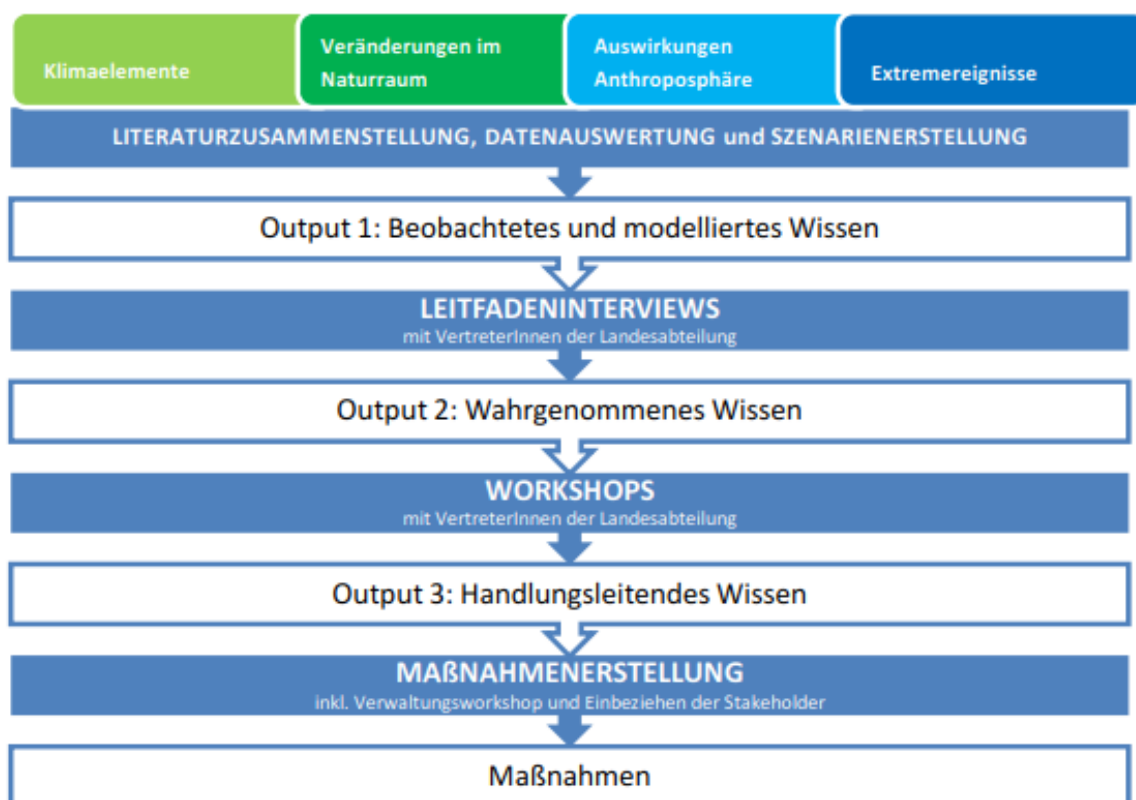 Klimaelemente
Veränderungen im
Naturraum
Auswirkungen
Anthroposphäre
Extremereignisse
LITERATURZUSAMMENSTELLUNG, DATENAUSWERTUNG und SZENARIENERSTELLUNG
Output 1: Beobachtetes und modelliertes Wissen
LEITFADENINTERVIEWS
mit VertreterInnen der Landesabteilung
Output 2: Wahrgenommenes Wissen
WORKSHOPS
mit VertreterInnen der Landesabteilung
Output 3: Handlungsleitendes Wissen
MAßNAHMENERSTELLUNG
inkl. Verwaltungsworkshop und Einbeziehen der Stakeholder
Maßnahmen